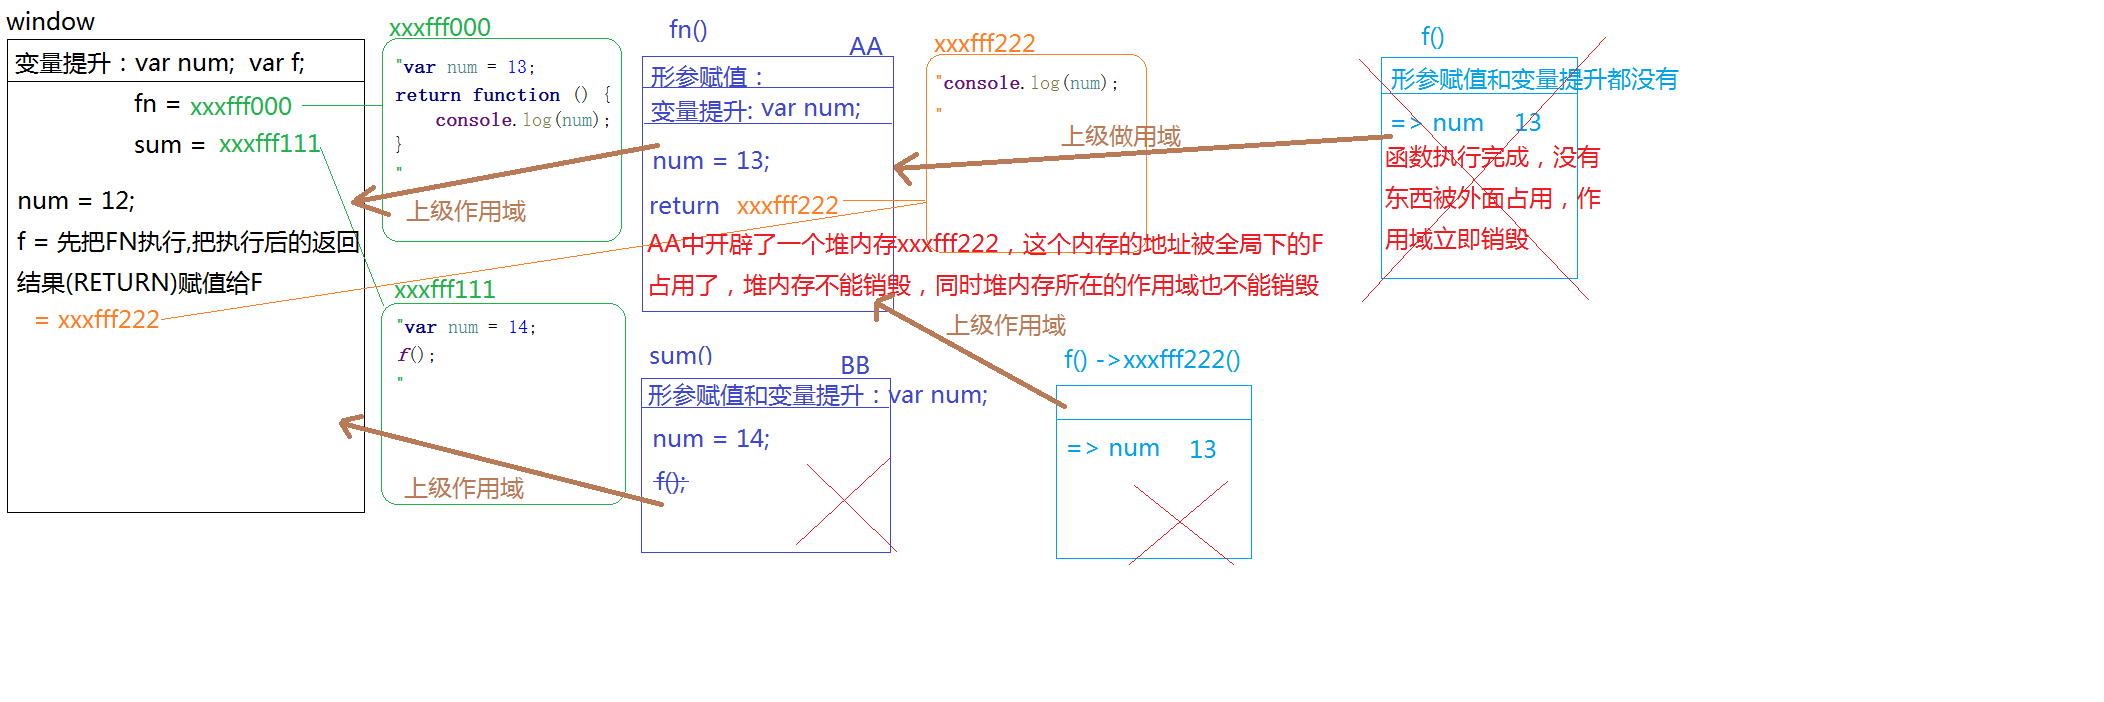 window
变量提升：var num;  var f;
fn = xxxfff000
sum = xxxfff111
num = 12;
f = 先把FN执行,把执行后的返回
结果(RETURN)赋值给F
= xxxfff222
xxxfff000
"var num = 13;
return function () {
console.log(num);
}
"
上级作用域
xxxfff111
"var num = 14;
f();
"
上级作用域
fn()
AA
形参赋值：
变量提升: var num;
num = 13;
return xxxfff222
AA中开辟了一个堆内存xxxfff222，这个内存的地址被全局下的F
占用了，堆内存不能销毁，同时堆内存所在的作用域也不能销毁
xxxfff222
"console.log(num);
"
上级做用域
上级作用域
sum()
BB
形参赋值和变量提升：var num;
num = 14;
f();
f() ->xxxfff222()
=> num 13
f()
形参赋值和变量提升都没有
=> num 13
函数执行完成，没有
东西被外面占用，作
用域立即销毁